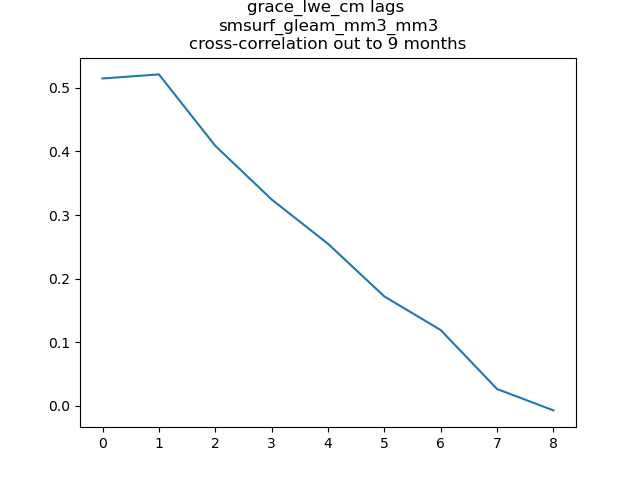 grace_lwe_cm lags
smsurf_gleam_mm3_mm3
cross-correlation out to 9 months
0.5
0.4
0.3
0.2
0.1
0.0
0 1 2 3 4 5 6 7 8